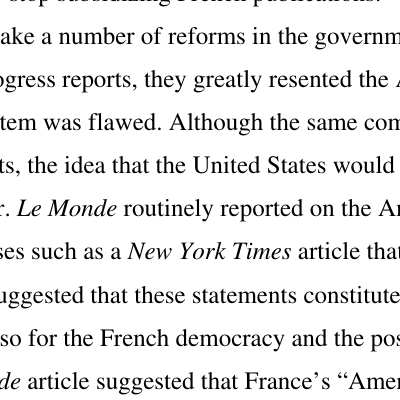 stop subsidizing French publications.
ake a number of reforms in the governm
ogress reports, they greatly resented the A
tem was flawed. Although the same com
ts, the idea that the United States would
r. Le Monde routinely reported on the Am
ses such as a New York Times article that
uggested that these statements constitute
so for the French democracy and the pos
de article suggested that France’s “Amer